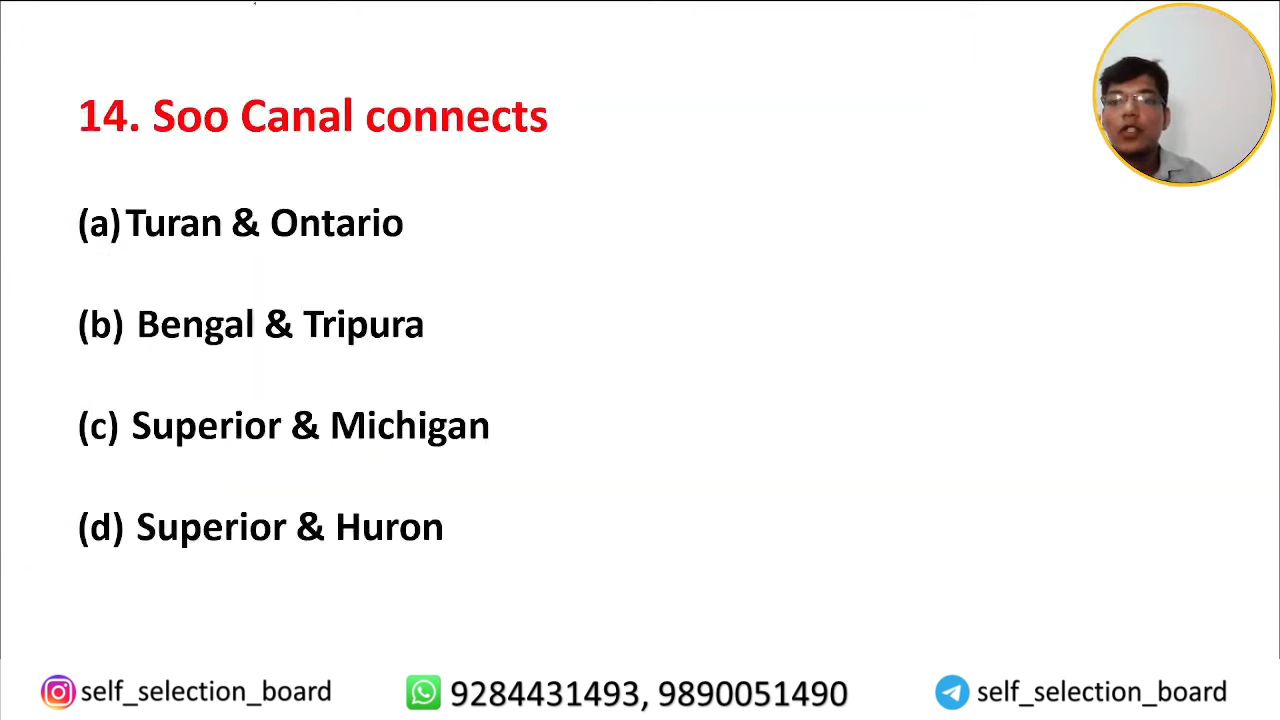 14. Soo Canal connects
(a) Turan & Ontario
(b) Bengal & Tripura
(c) Superior & Michigan
(d) Superior & Huron
self_selection_board 9284431493, 9890051490 self_selection_board